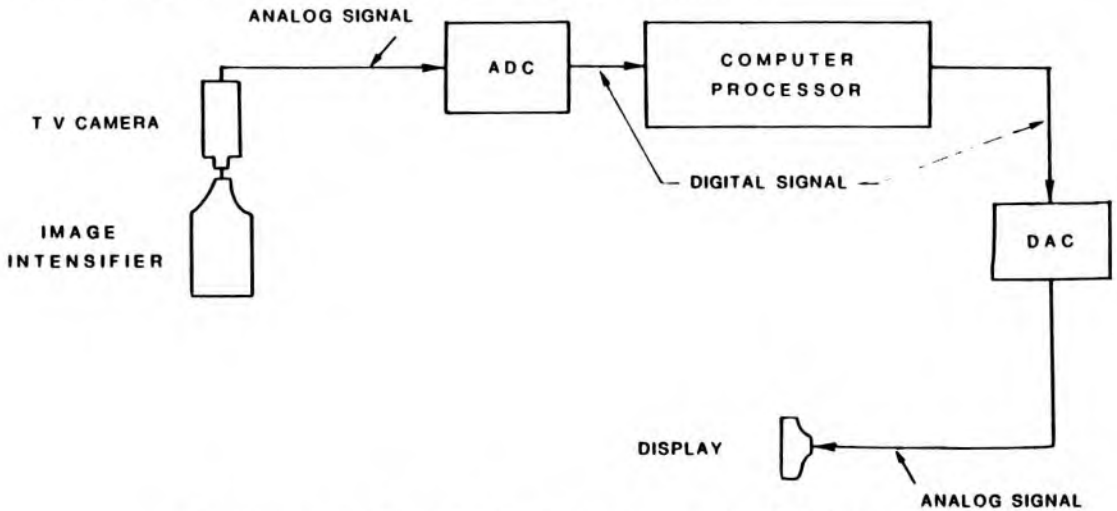 ANALOG SIGNAL
ADC
COMPUTER
PROCESSOR
T V CAMERA
DIGITAL SIGNAL
IMAGE
INTENSIFIER
DAC
DISPLAY
ANALOG SIGNAL